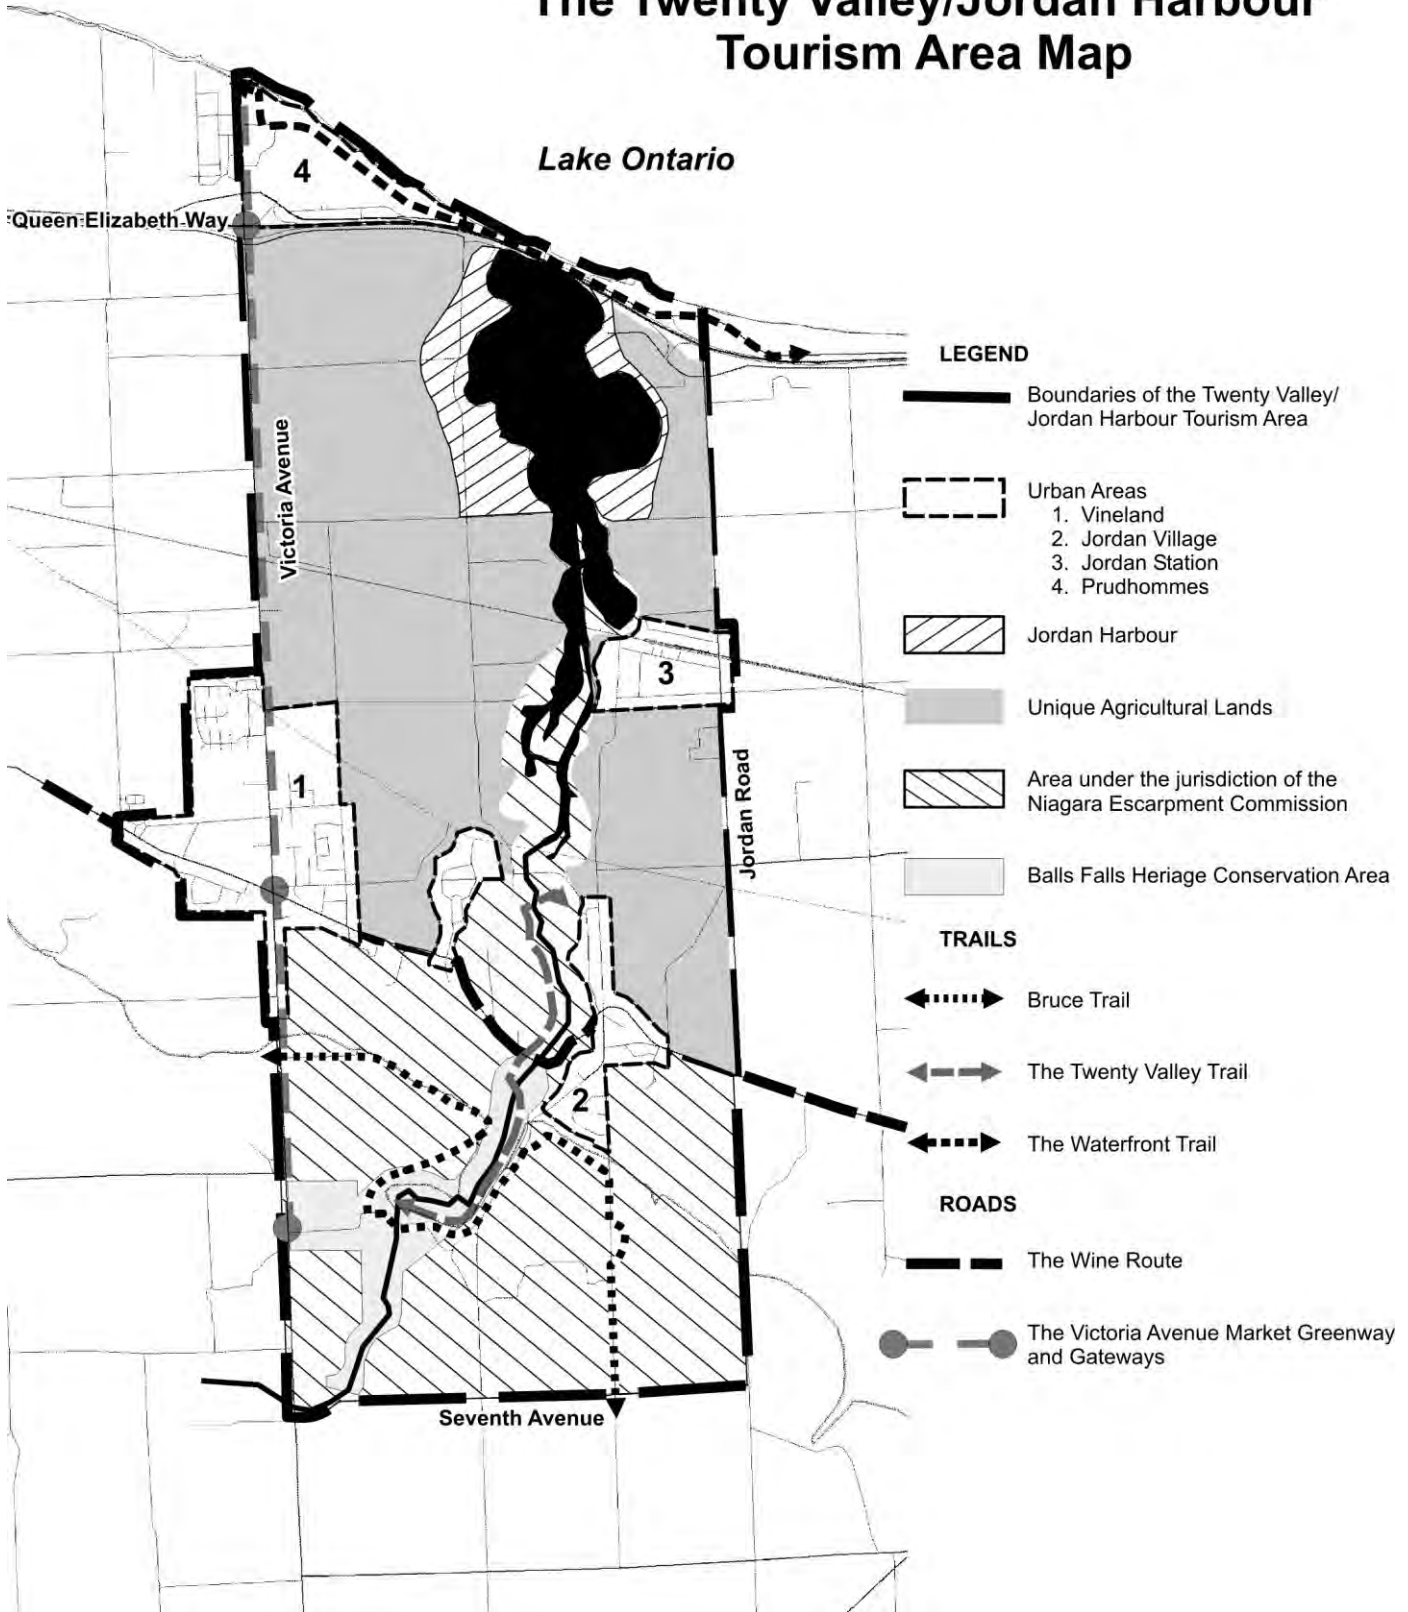 The Twenty Valley/Jordan Harbour
Tourism Area Map
Lake Ontario
4
Queen Elizabeth Way
Victoria Avenue
3
1
Jordan Road
2
Seventh Avenue
LEGEND
Boundaries of the Twenty Valley/
Jordan Harbour Tourism Area
Urban Areas
1. Vineland
2. Jordan Village
3. Jordan Station
4. Prudhommes
Jordan Harbour
Unique Agricultural Lands
Area under the jurisdiction of the
Niagara Escarpment Commission
Balls Falls Heriage Conservation Area
TRAILS
Bruce Trail
The Twenty Valley Trail
The Waterfront Trail
ROADS
The Wine Route
The Victoria Avenue Market Greenway
and Gateways